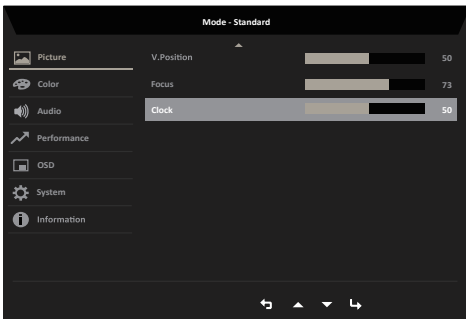 Mode - Standard
Picture
V.Position 50
Color
Focus 73
Audio
Clock 50
Performance
OSD
System
Information